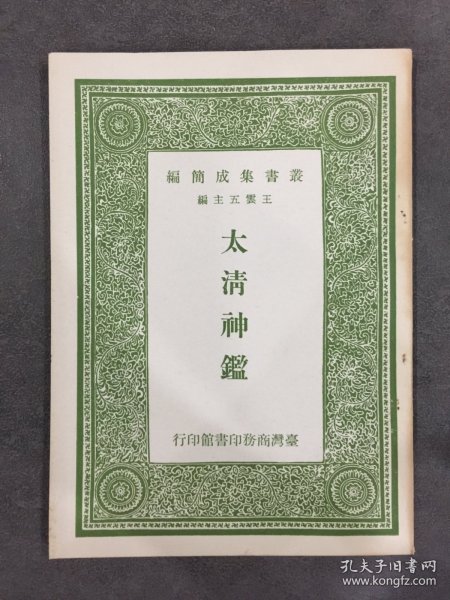 編簡成集書叢
編主五雲王
太清神鑑
行印館書印務商灣臺
孔夫子旧书网
www.kongfz.com